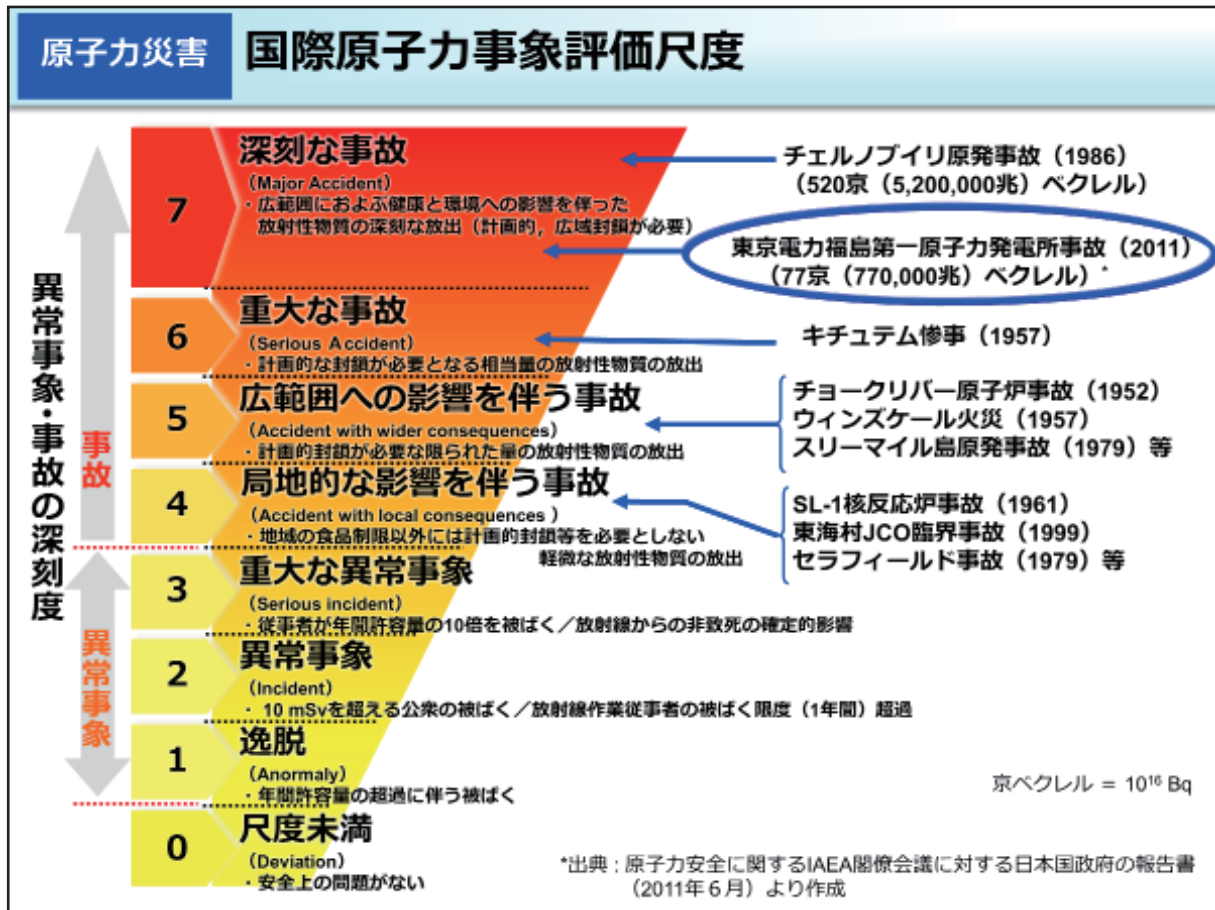 原子力災害
国際原子力事象評価尺度
異常事象・事故の深刻度
事故
異常事象
7
深刻な事故
（Major Accident）
・広範囲におよぶ健康と環境への影響を伴った
放射性物質の深刻な放出（計画的，広域封鎖が必要）
チェルノブイリ原発事故（1986）
（520京（5,200,000兆）ベクレル）
東京電力福島第一原子力発電所事故（2011）
（77京（770,000兆）ベクレル）*
6
重大な事故
（Serious Accident）
・計画的な封鎖が必要となる相当量の放射性物質の放出
キチュテム惨事（1957）
5
広範囲への影響を伴う事故
（Accident with wider consequences）
・計画的封鎖が必要な限られた量の放射性物質の放出
チョークリバー原子炉事故（1952）
ウィンズケール火災（1957）
スリーマイル島原発事故（1979）等
4
局地的な影響を伴う事故
（Accident with local consequences ）
・地域の食品制限以外には計画的封鎖等を必要としない
軽微な放射性物質の放出
SL-1核反応炉事故（1961）
東海村JCO臨界事故（1999）
セラフィールド事故（1979）等
3
重大な異常事象
（Serious incident）
・従事者が年間許容量の10倍を被ばく／放射線からの非致死の確定的影響
2
異常事象
（Incident）
・ 10 mSvを超える公衆の被ばく／放射線作業従事者の被ばく限度（1年間）超過
1
逸脱
（Anormaly）
・年間許容量の超過に伴う被ばく
京ベクレル = 10¹⁶ Bq
0
尺度未満
（Deviation）
・安全上の問題がない
*出典：原子力安全に関するIAEA閣僚会議に対する日本国政府の報告書
（2011年６月）より作成